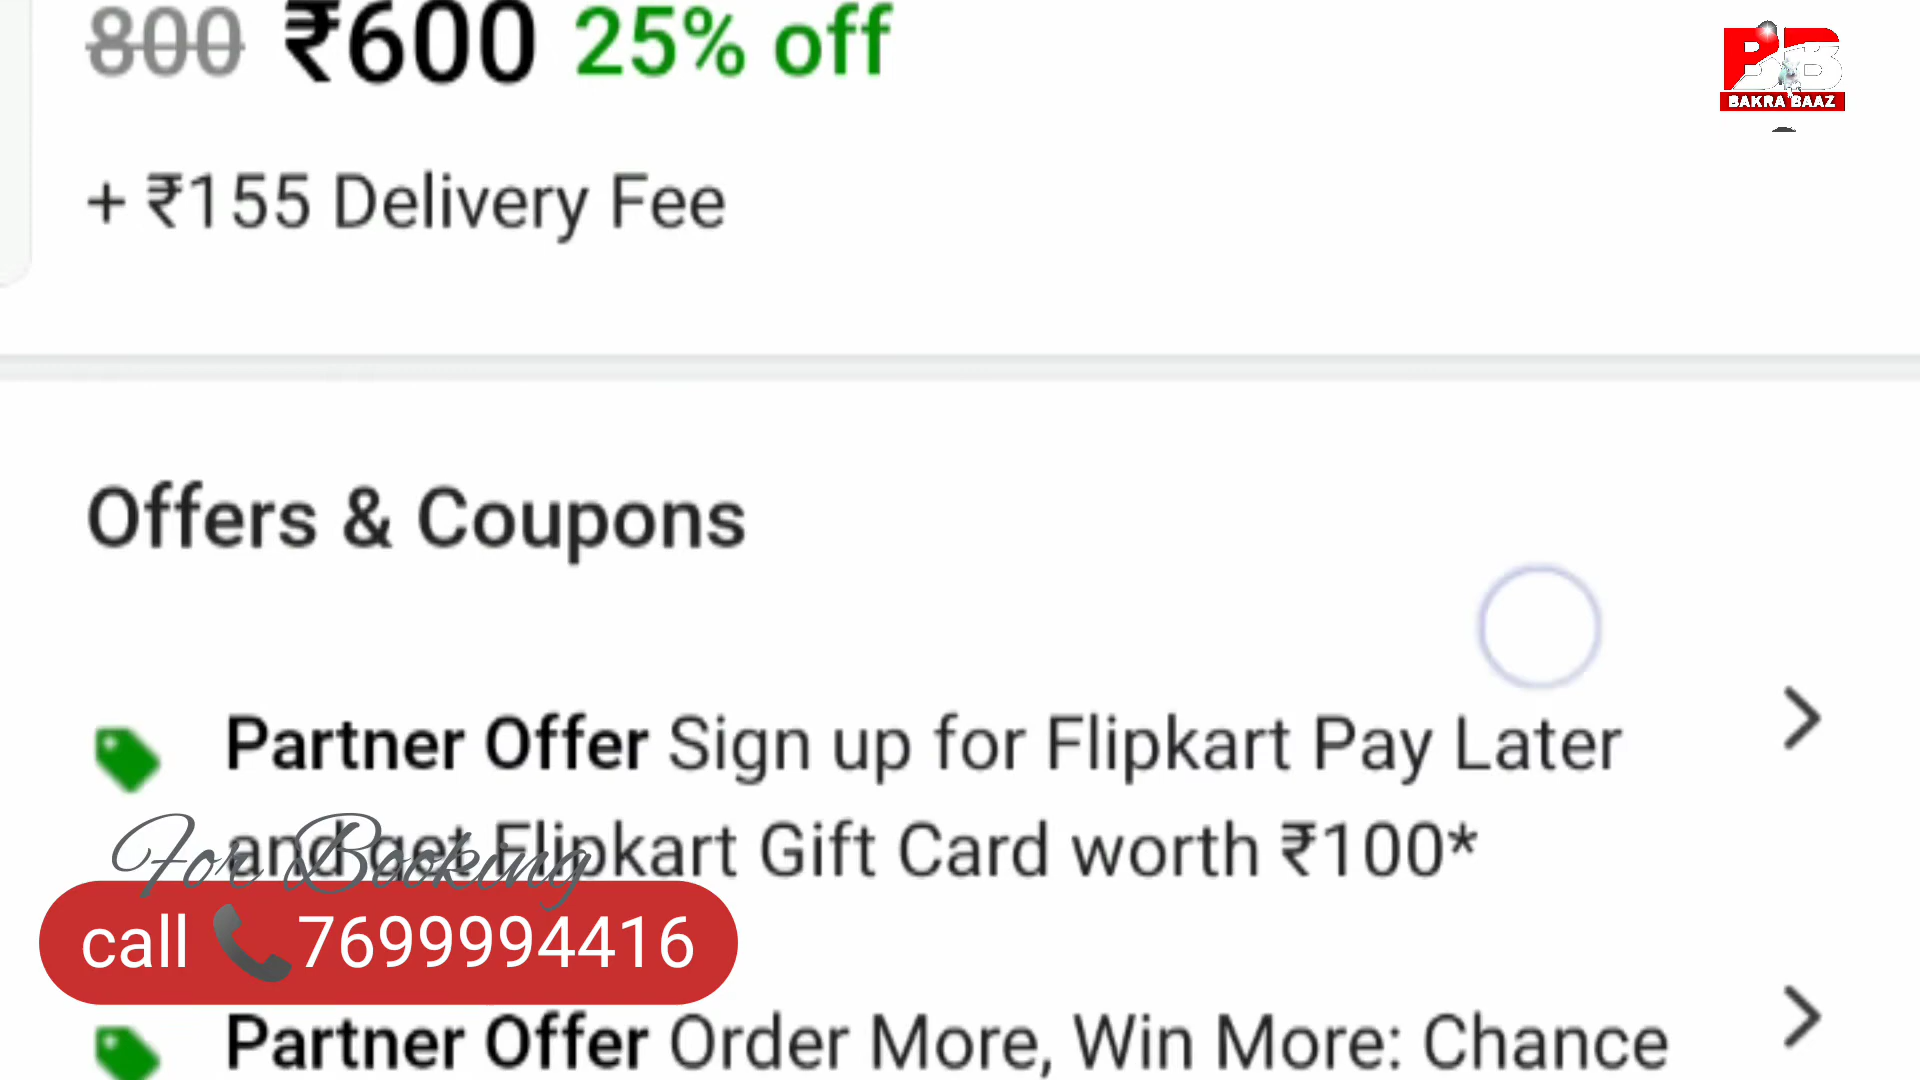 800 ₹600 25% off
BAKRA BAAZ
+ ₹155 Delivery Fee
Offers & Coupons
Partner Offer Sign up for Flipkart Pay Later
and get Flipkart Gift Card worth ₹100*
For Booking
call 📞7699994416
Partner Offer Order More, Win More: Chance